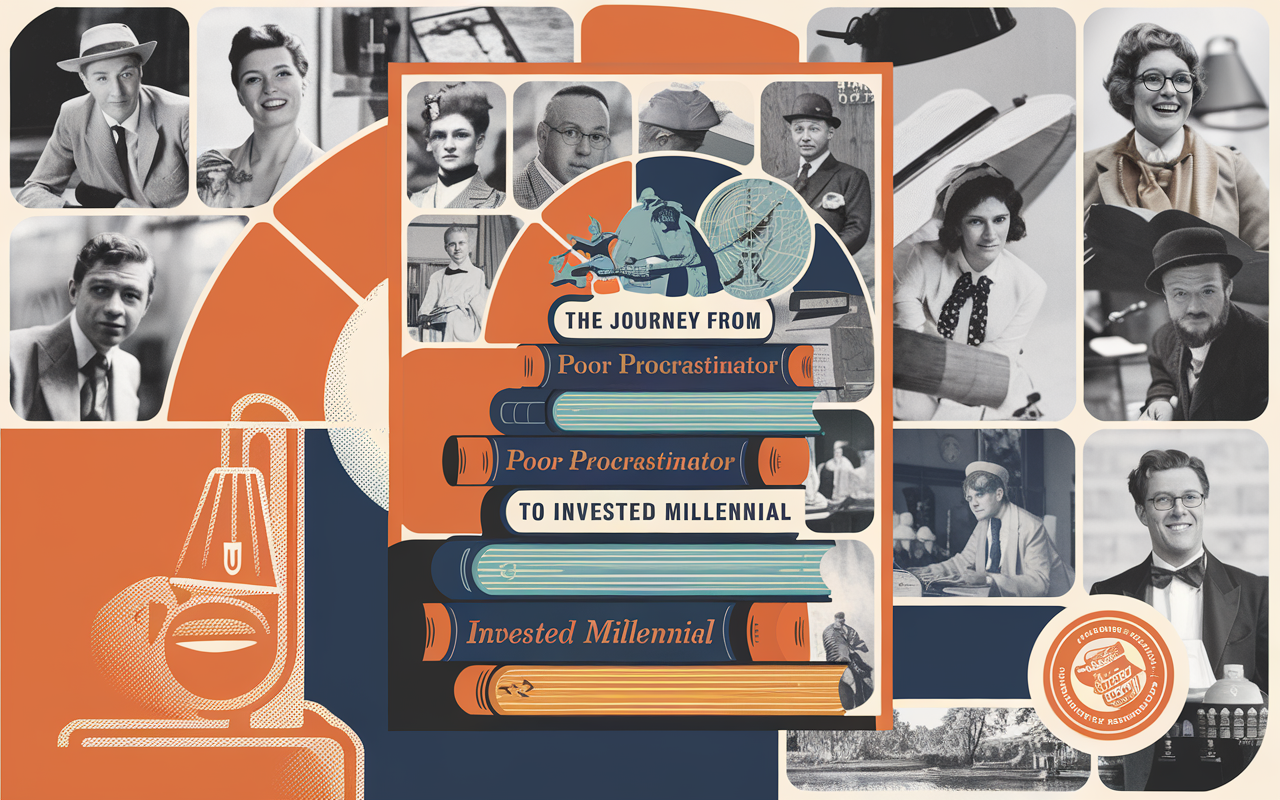 THE JOURNEY FROM
Poor Procrastinator
Poor Procrastinator
TO INVESTED MILLENNIAL
Invested Millennial